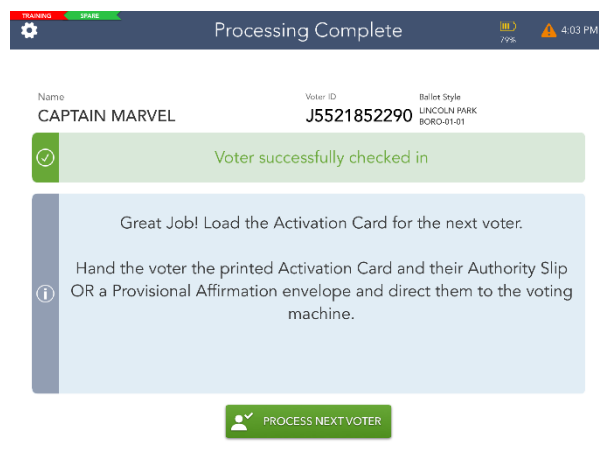 TRAINING SPARE
Processing Complete
79%
4:03 PM
Name
CAPTAIN MARVEL
Voter ID
J5521852290
Ballot Style
LINCOLN PARK
BORO-01-01
Voter successfully checked in
Great Job! Load the Activation Card for the next voter.
Hand the voter the printed Activation Card and their Authority Slip
OR a Provisional Affirmation envelope and direct them to the voting
machine.
PROCESS NEXT VOTER